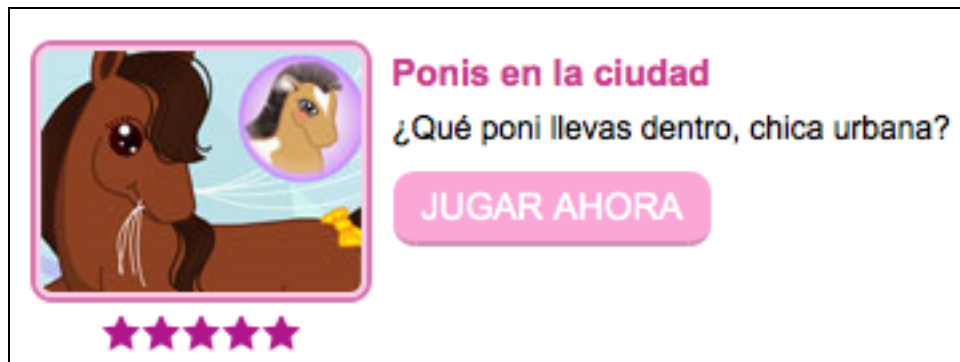 Ponis en la ciudad
¿Qué poni llevas dentro, chica urbana?
JUGAR AHORA